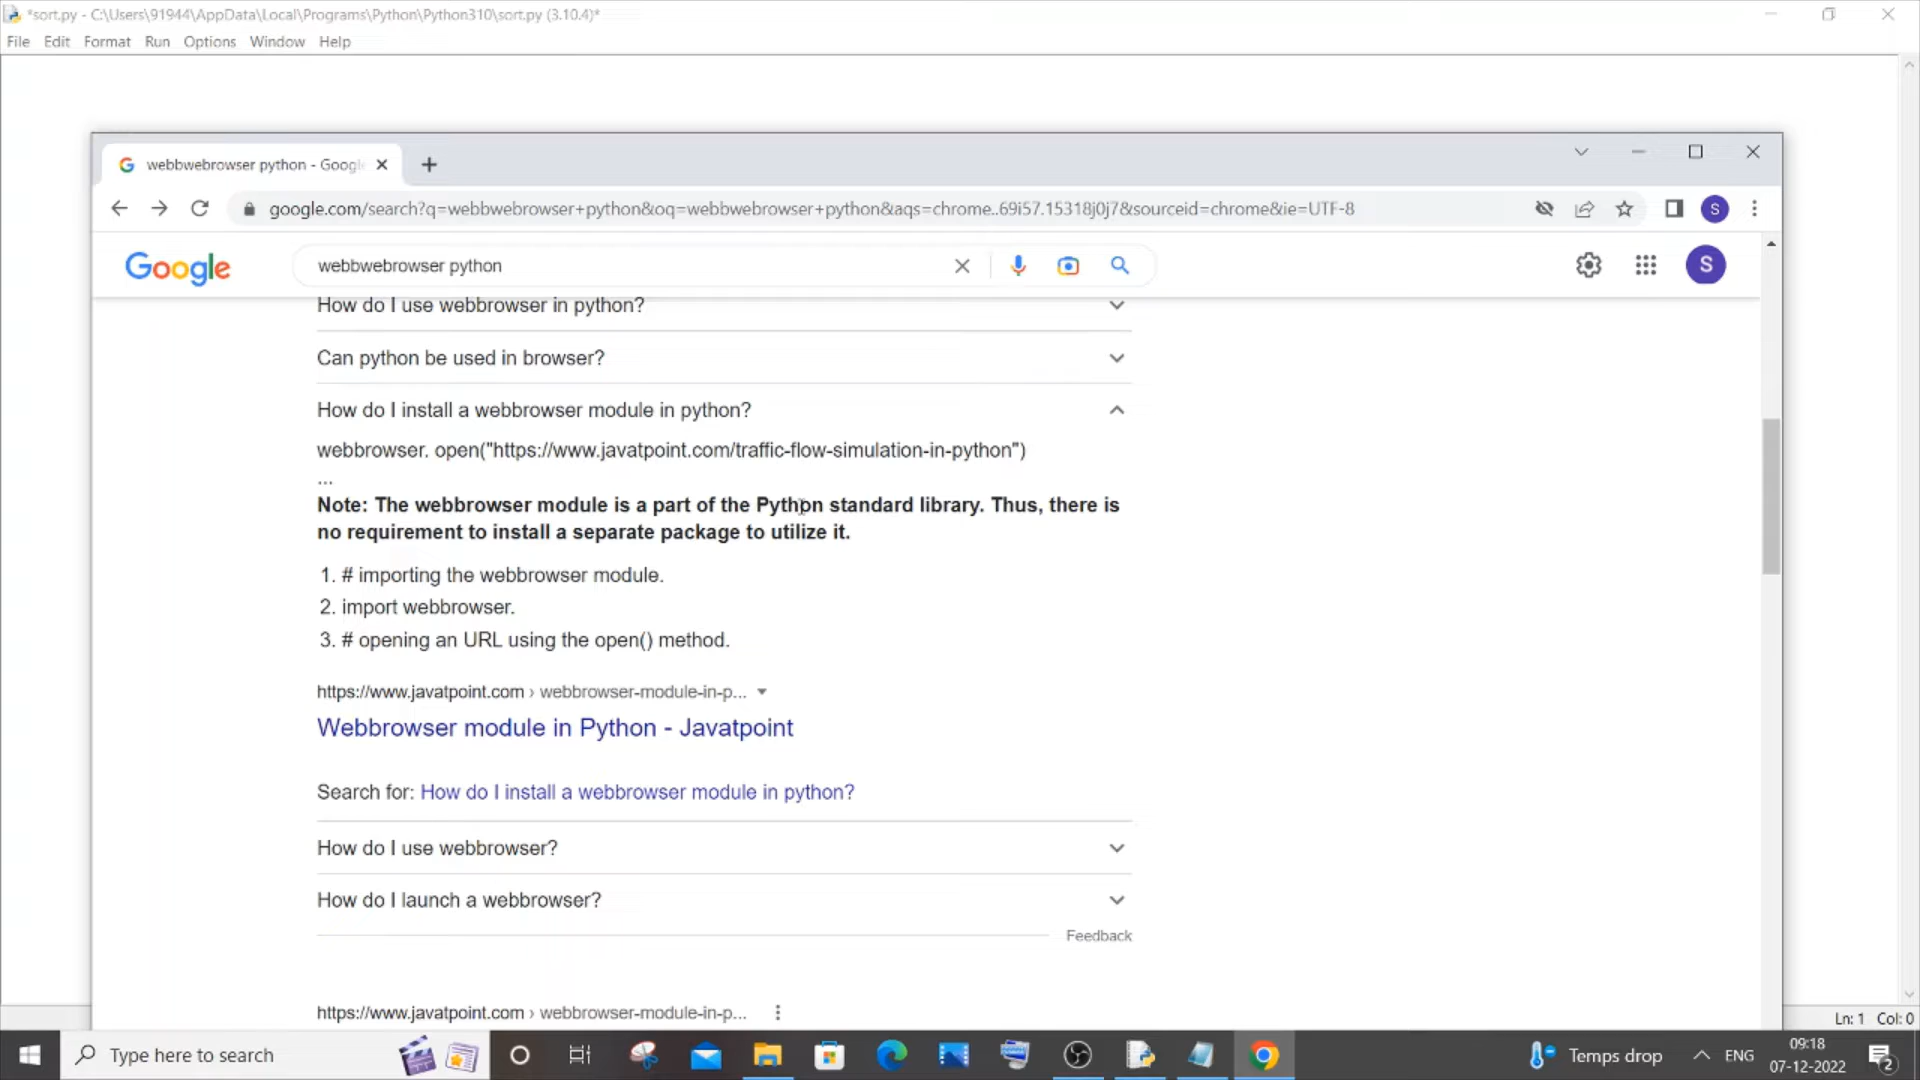 *sort.py - C:\Users\91944\AppData\Local\Programs\Python\Python310\sort.py (3.10.4)*
File Edit Format Run Options Window Help
webbwebrowser python - Googl
google.com/search?q=webbwebrowser+python&oq=webbwebrowser+python&aqs=chrome..69i57.15318j0j7&sourceid=chrome&ie=UTF-8
S
Google
webbwebrowser python
S
How do I use webbrowser in python?
Can python be used in browser?
How do I install a webbrowser module in python?
webbrowser. open("https://www.javatpoint.com/traffic-flow-simulation-in-python")
...
Note: The webbrowser module is a part of the Python standard library. Thus, there is
no requirement to install a separate package to utilize it.
1. # importing the webbrowser module.
2. import webbrowser.
3. # opening an URL using the open() method.
https://www.javatpoint.com › webbrowser-module-in-p...
Webbrowser module in Python - Javatpoint
Search for: How do I install a webbrowser module in python?
How do I use webbrowser?
How do I launch a webbrowser?
Feedback
https://www.javatpoint.com › webbrowser-module-in-p...
Ln: 1 Col: 0
Type here to search
Temps drop
ENG
09:18
07-12-2022
2